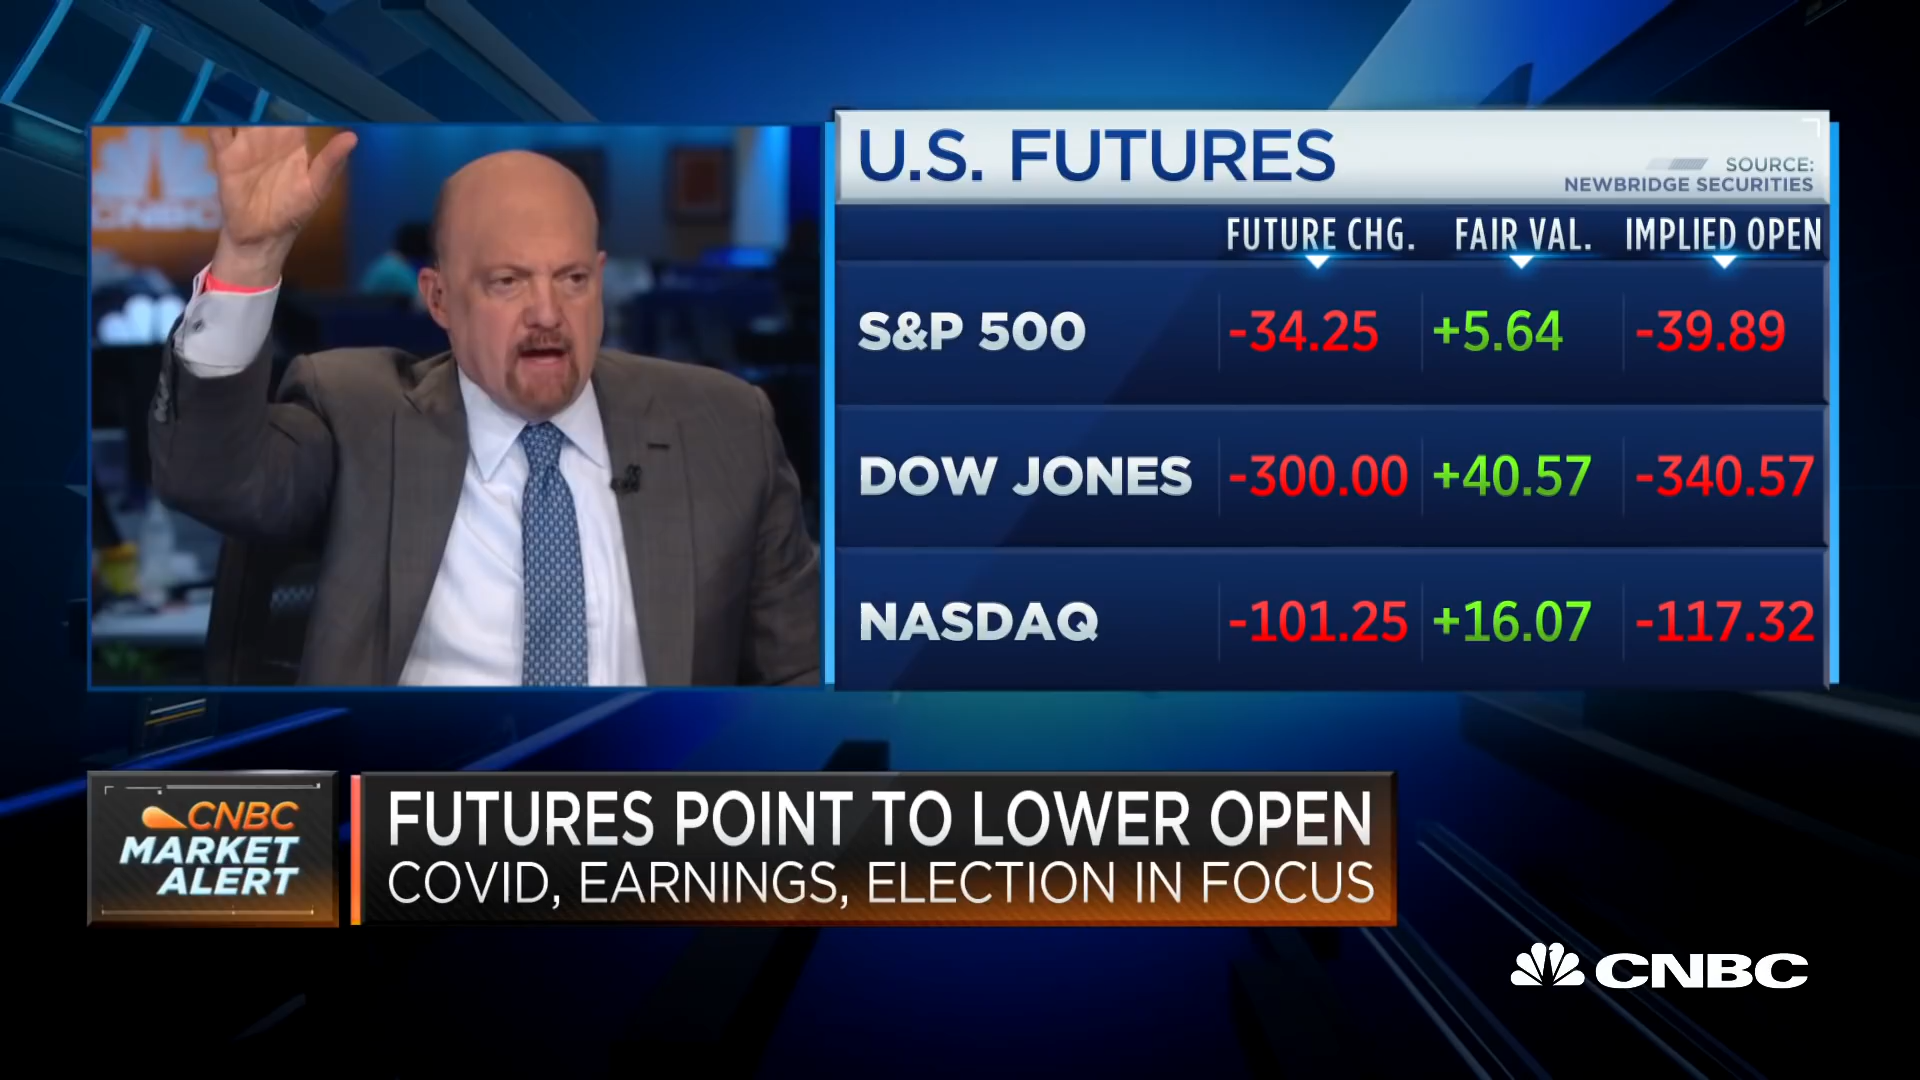 CNBC
U.S. FUTURES
SOURCE:
NEWBRIDGE SECURITIES
FUTURE CHG. FAIR VAL. IMPLIED OPEN
S&P 500 -34.25 +5.64 -39.89
DOW JONES -300.00 +40.57 -340.57
NASDAQ -101.25 +16.07 -117.32
CNBC
MARKET
ALERT
FUTURES POINT TO LOWER OPEN
COVID, EARNINGS, ELECTION IN FOCUS
CNBC